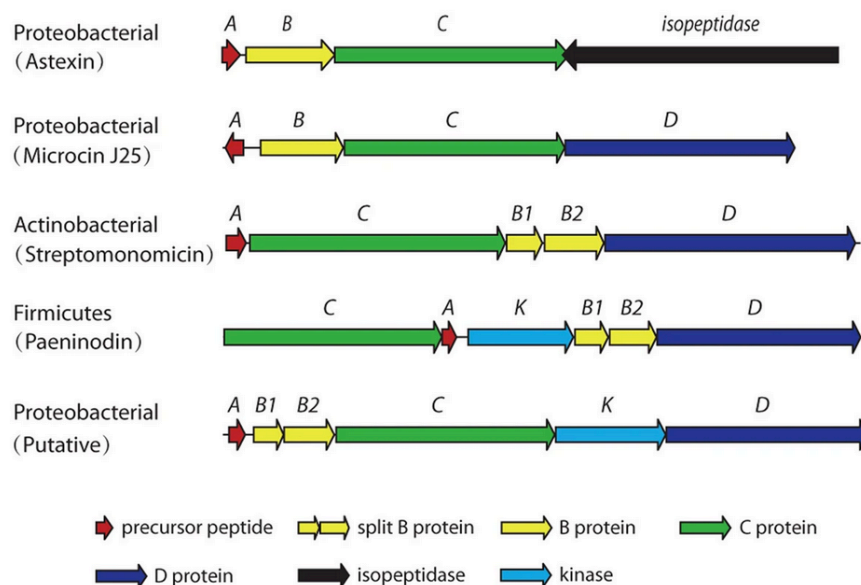 A B C isopeptidase
Proteobacterial
(Astexin)
A B C D
Proteobacterial
(Microcin J25)
A C B1 B2 D
Actinobacterial
(Streptomonomicin)
C A K B1 B2 D
Firmicutes
(Paeninodin)
A B1 B2 C K D
Proteobacterial
(Putative)
precursor peptide split B protein B protein C protein
D protein isopeptidase kinase